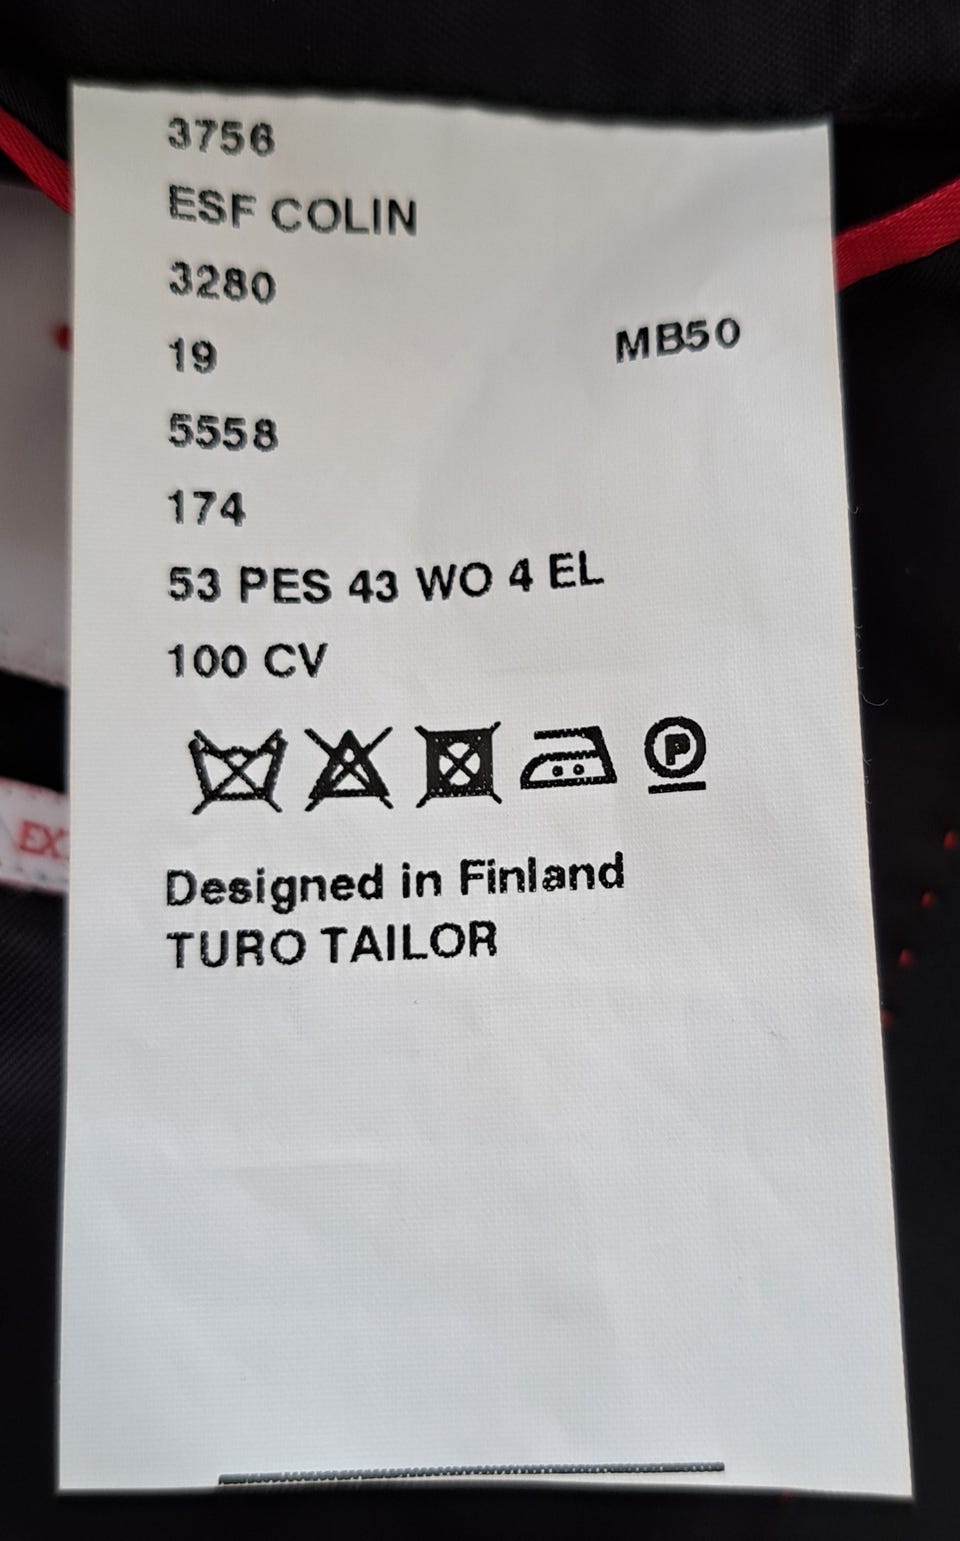 3756
ESF COLIN
3280
19 MB50
5558
174
53 PES 43 WO 4 EL
100 CV
P
Designed in Finland
TURO TAILOR
EX